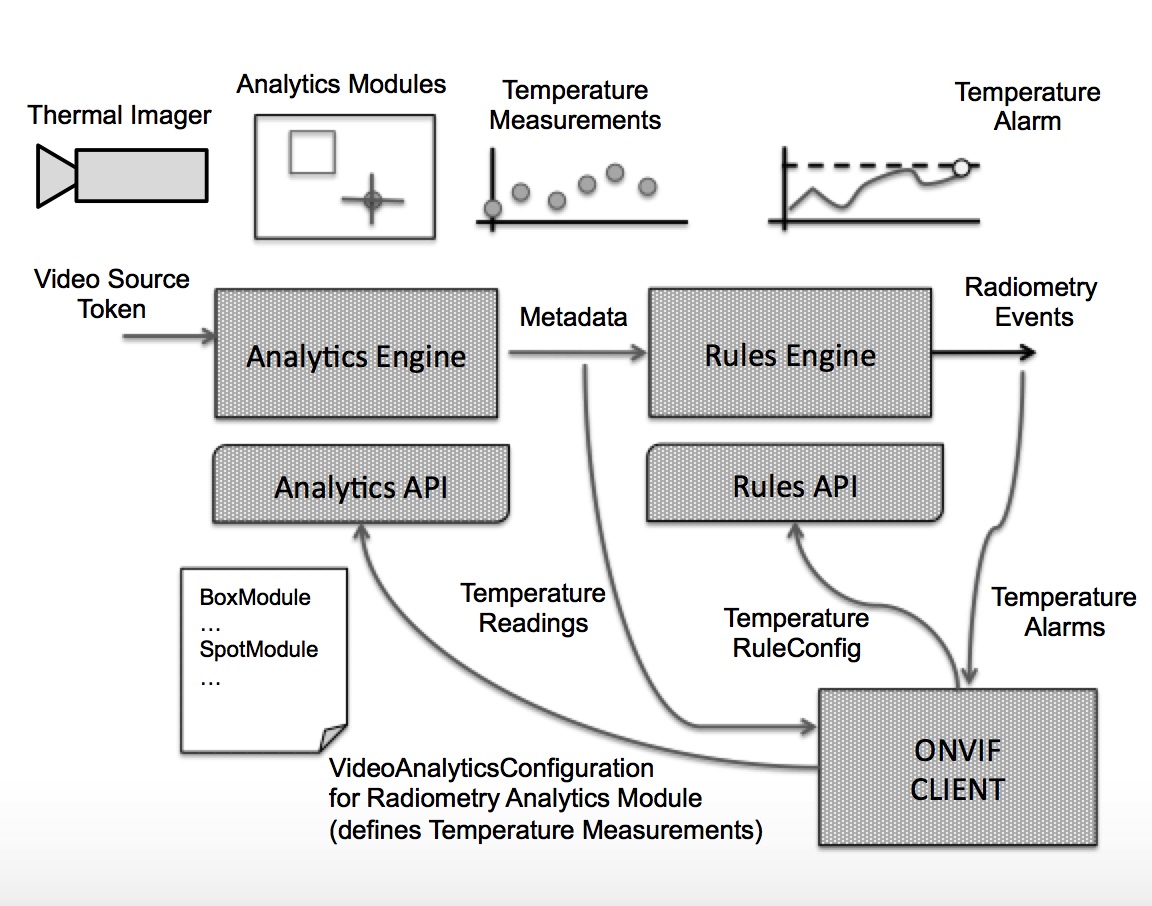 Thermal Imager
Analytics Modules
Temperature
Measurements
Temperature
Alarm
Video Source
Token
Analytics Engine
Metadata
Rules Engine
Radiometry
Events
Analytics API
Rules API
BoxModule
...
SpotModule
...
Temperature
Readings
Temperature
RuleConfig
Temperature
Alarms
VideoAnalyticsConfiguration
for Radiometry Analytics Module
(defines Temperature Measurements)
ONVIF
CLIENT